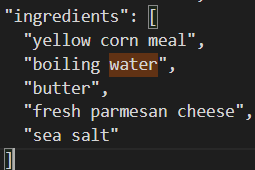 "ingredients": [
"yellow corn meal",
"boiling water",
"butter",
"fresh parmesan cheese",
"sea salt"
]